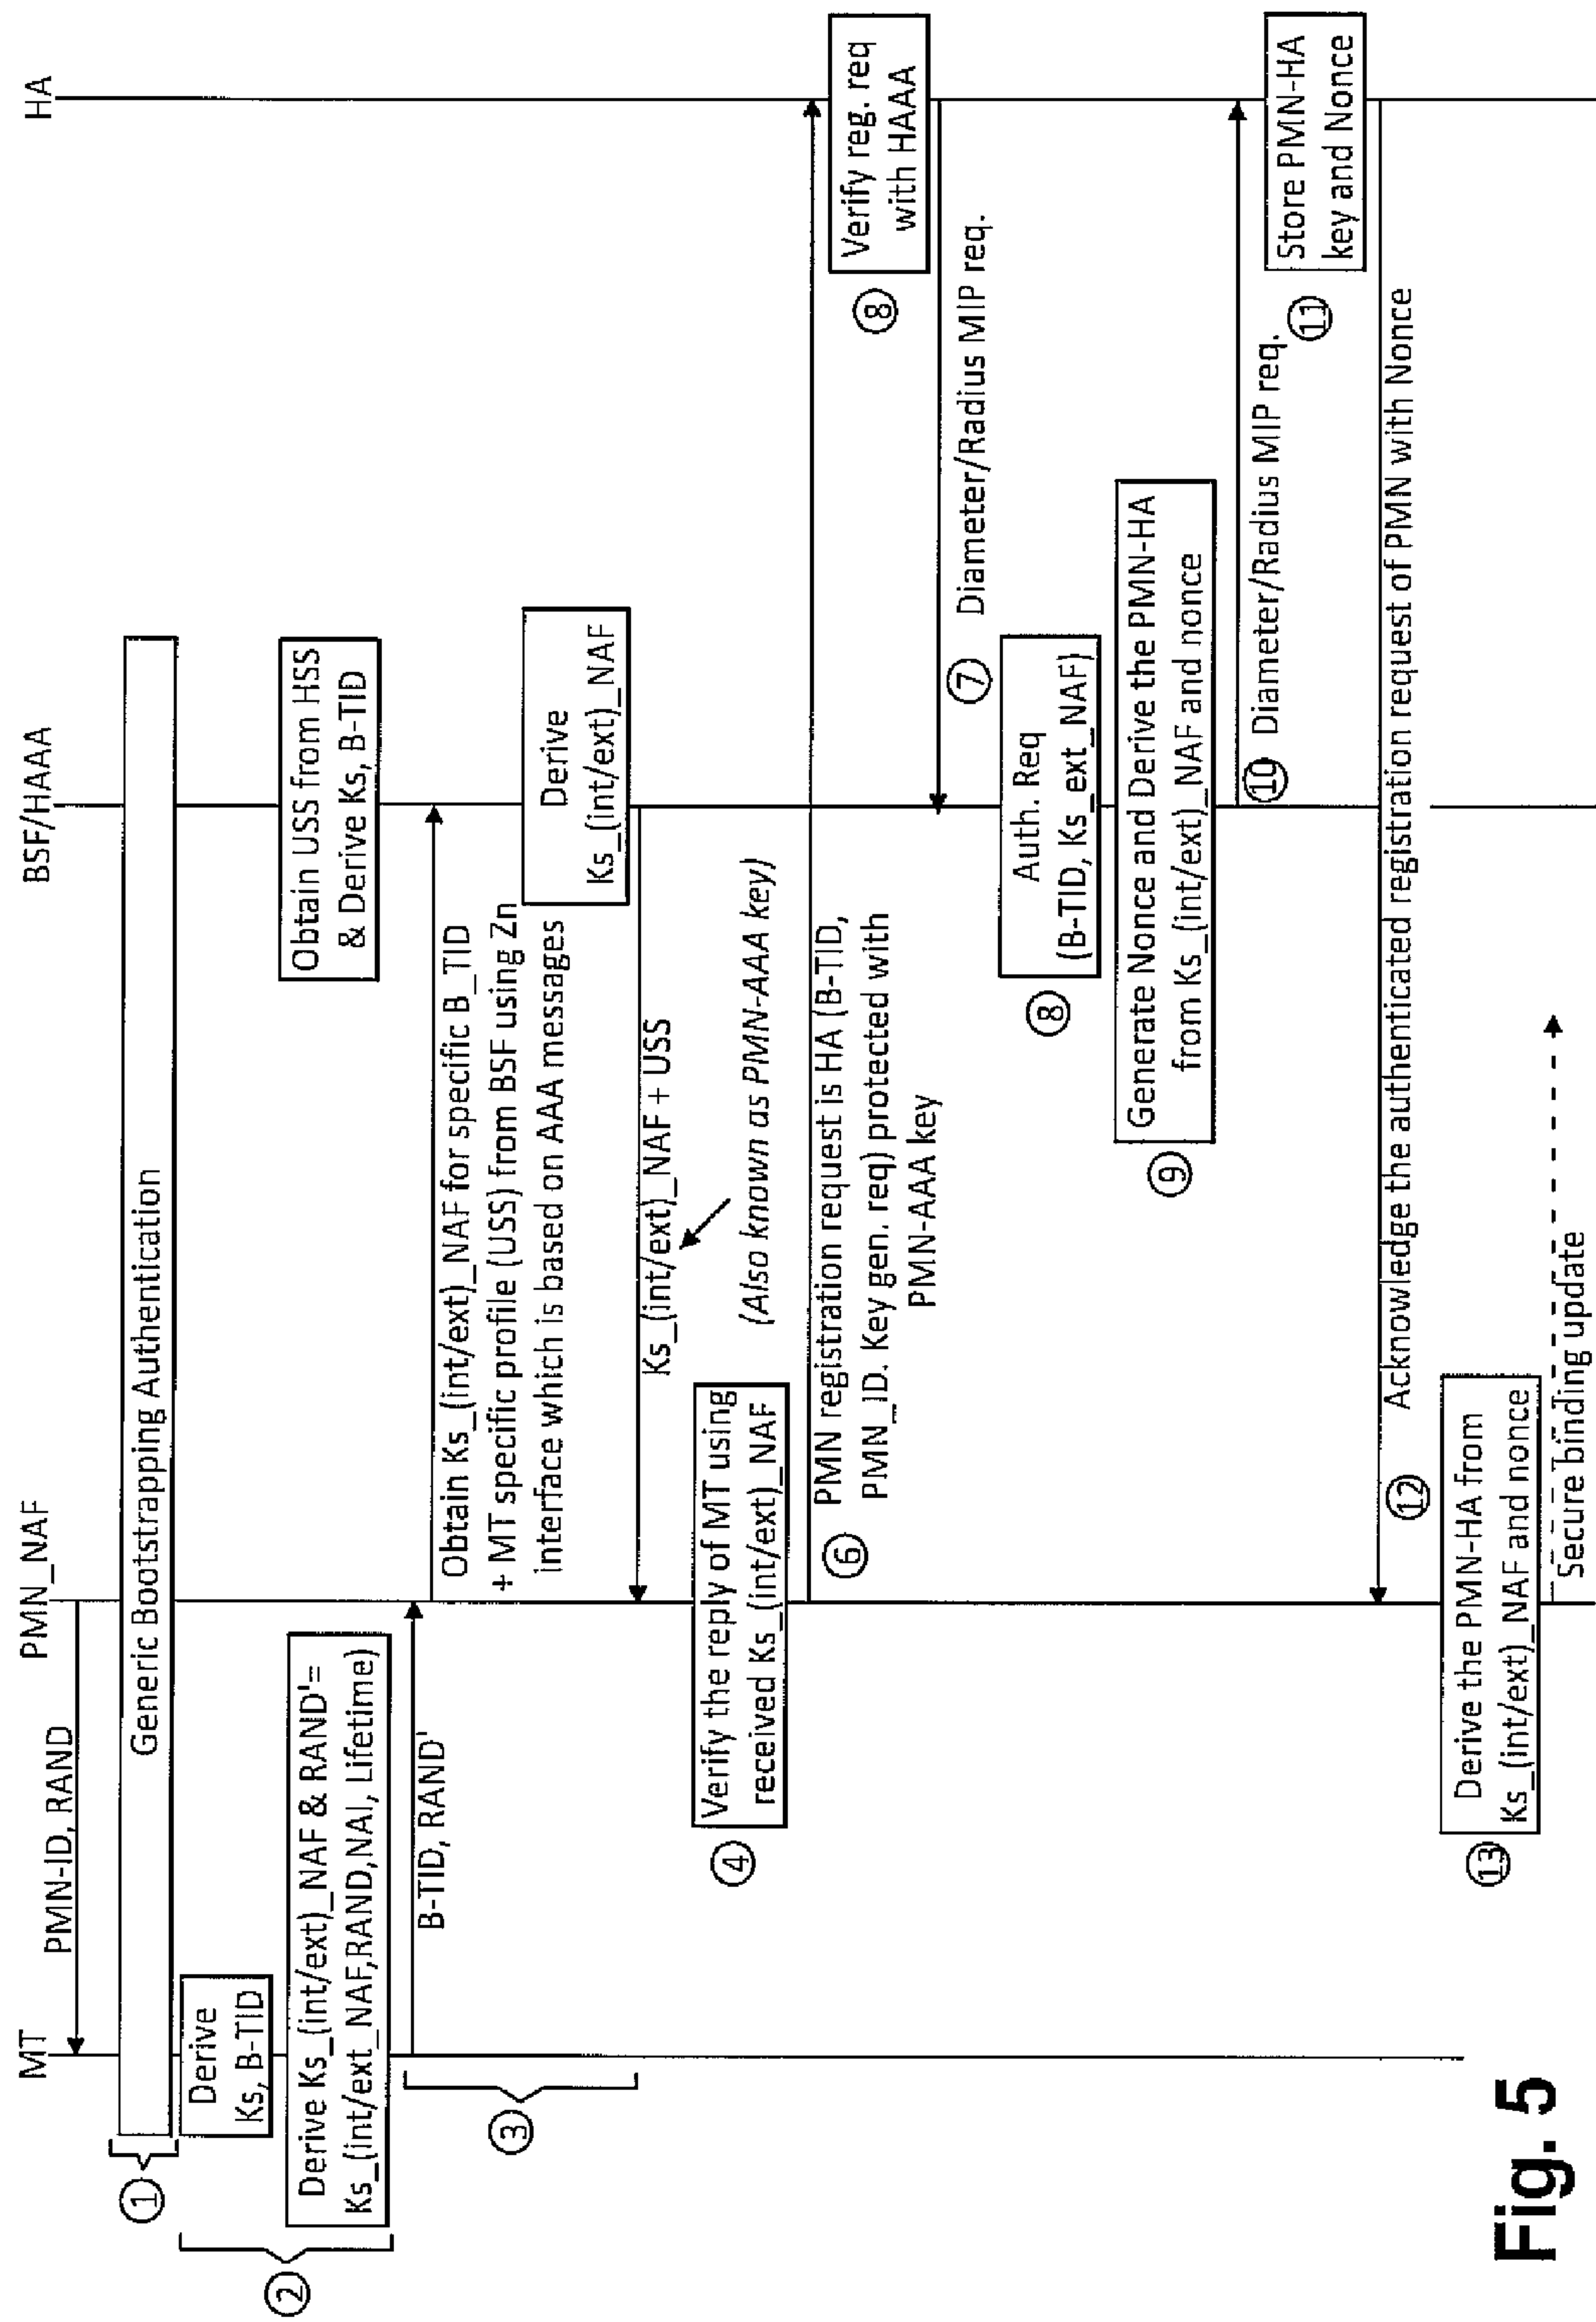 MT
PMN_NAF
BSF/HAAA
HA
PMN-ID, RAND
1
Generic Bootstrapping Authentication
2
Derive
Ks, B-TID
Obtain USS from HSS
& Derive Ks, B-TID
Derive Ks_(int/ext)_NAF & RAND'=
Ks_(int/ext_NAF,RAND,NAI, Lifetime)
3
B-TID, RAND'
Obtain Ks_(int/ext)_NAF for specific B_TID
+ MT specific profile (USS) from BSF using Zn
interface which is based on AAA messages
Derive
Ks_(int/ext)_NAF
Ks_(int/ext)_NAF + USS
(Also known as PMN-AAA key)
4
Verify the reply of MT using
received Ks_(int/ext)_NAF
6
PMN registration request is HA (B-TID,
PMN_ID. Key gen. req) protected with
PMN-AAA key
8
Verify reg. req
with HAAA
7
Diameter/Radius MIP req.
8
Auth. Req
(B-TID, Ks_ext_NAF)
9
Generate Nonce and Derive the PMN-HA
from Ks_(int/ext)_NAF and nonce
10
Diameter/Radius MIP req.
11
Store PMN-HA
key and Nonce
12
Acknowledge the authenticated registration request of PMN with Nonce
13
Derive the PMN-HA from
Ks_(int/ext)_NAF and nonce
Secure binding update
Fig. 5